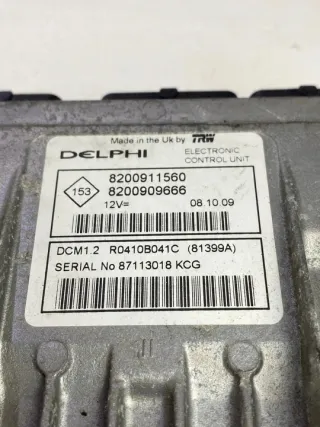 Made in the Uk by TRW
DELPHI ELECTRONIC
CONTROL UNIT
153
8200911560
8200909666
12V= 08.10.09
DCM1.2 R0410B041C (81399A)
SERIAL No 87113018 KCG